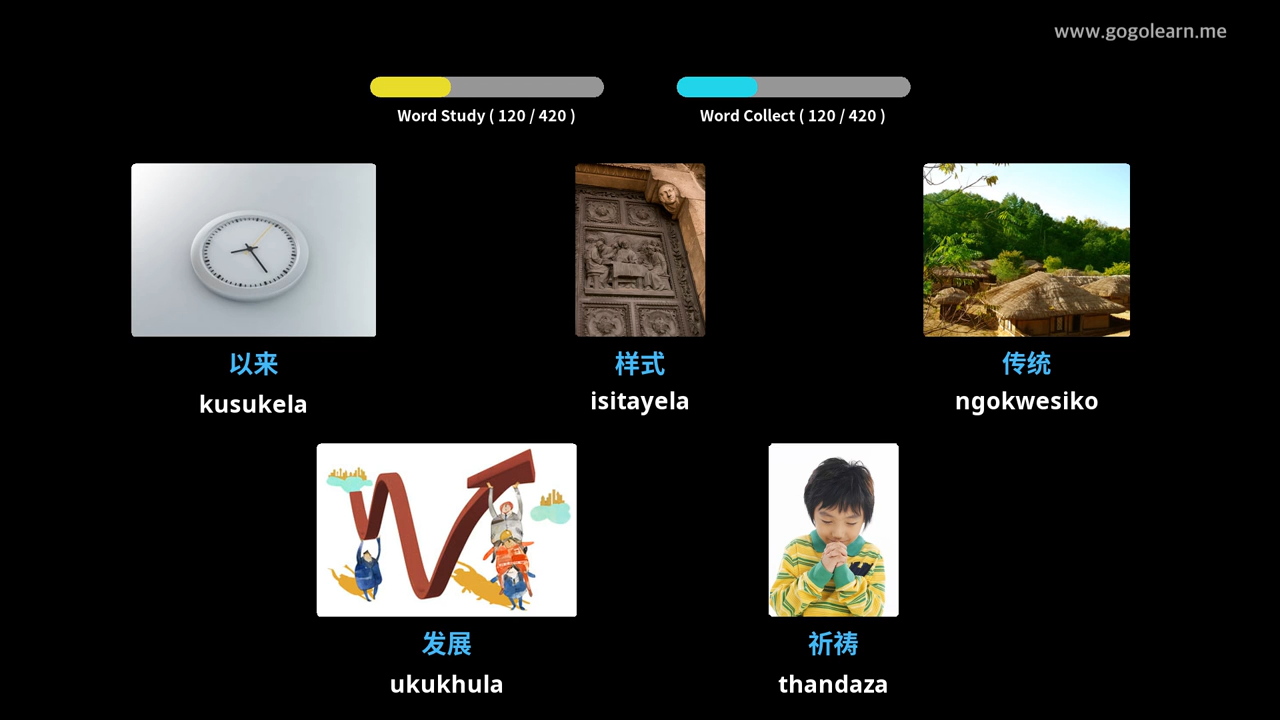 www.gogolearn.me
Word Study ( 120 / 420 )
Word Collect ( 120 / 420 )
以来
kusukela
样式
isitayela
传统
ngokwesiko
发展
ukukhula
祈祷
thandaza